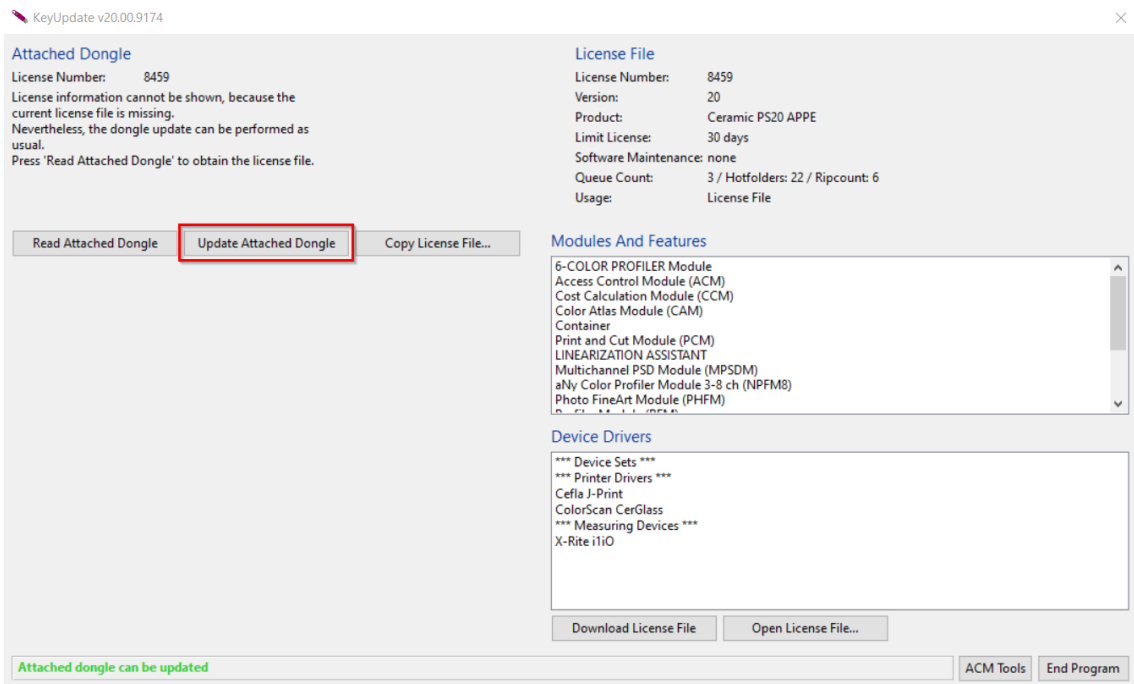 KeyUpdate v20.00.9174
Attached Dongle
License Number: 8459
License information cannot be shown, because the
current license file is missing.
Nevertheless, the dongle update can be performed as
usual.
Press 'Read Attached Dongle' to obtain the license file.
Read Attached Dongle
Update Attached Dongle
Copy License File...
License File
License Number: 8459
Version: 20
Product: Ceramic PS20 APPE
Limit License: 30 days
Software Maintenance: none
Queue Count: 3 / Hotfolders: 22 / Ripcount: 6
Usage: License File
Modules And Features
6-COLOR PROFILER Module
Access Control Module (ACM)
Cost Calculation Module (CCM)
Color Atlas Module (CAM)
Container
Print and Cut Module (PCM)
LINEARIZATION ASSISTANT
Multichannel PSD Module (MPSDM)
aNy Color Profiler Module 3-8 ch (NPFM8)
Photo FineArt Module (PHFM)
Device Drivers
*** Device Sets ***
*** Printer Drivers ***
Cefla J-Print
ColorScan CerGlass
*** Measuring Devices ***
X-Rite i1iO
Download License File
Open License File...
Attached dongle can be updated
ACM Tools
End Program